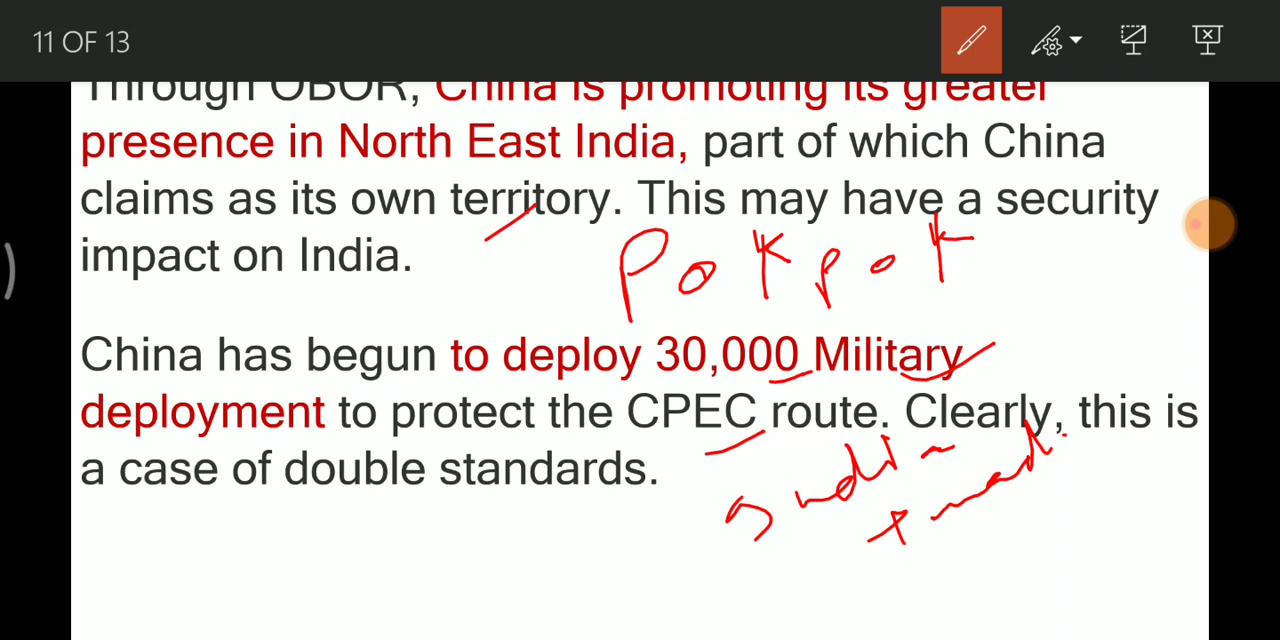 11 OF 13
Through OBOR, China is promoting its greater
presence in North East India, part of which China
claims as its own territory. This may have a security
impact on India.
Pok Pok
China has begun to deploy 30,000 Military
deployment to protect the CPEC route. Clearly, this is
a case of double standards.
India